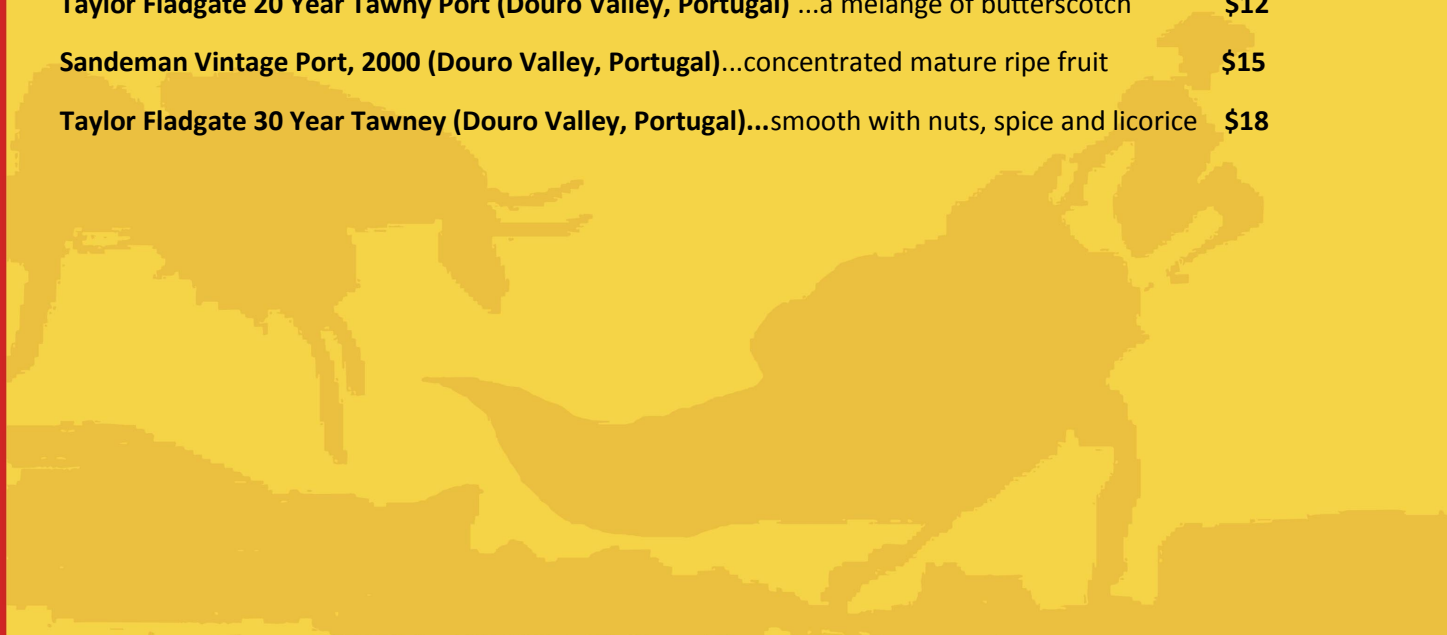 Taylor Fladgate 20 Year Tawny Port (Douro Valley, Portugal) ...a melange of butterscotch $12
Sandeman Vintage Port, 2000 (Douro Valley, Portugal)...concentrated mature ripe fruit $15
Taylor Fladgate 30 Year Tawney (Douro Valley, Portugal)...smooth with nuts, spice and licorice $18